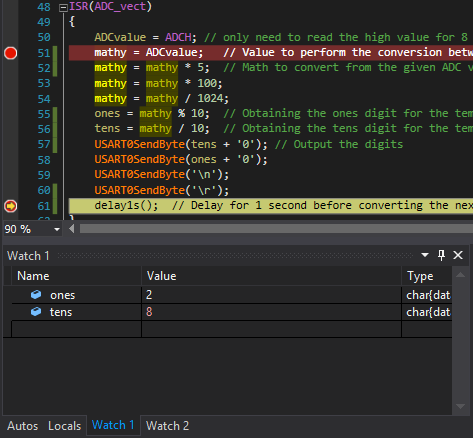 48 ISR(ADC_vect)
49 {
50 ADCvalue = ADCH; // only need to read the high value for 8
51 mathy = ADCvalue; // Value to perform the conversion betw
52 mathy = mathy * 5; // Math to convert from the given ADC v
53 mathy = mathy * 100;
54 mathy = mathy / 1024;
55 ones = mathy % 10; // Obtaining the ones digit for the tem
56 tens = mathy / 10; // Obtaining the tens digit for the tem
57 USART0SendByte(tens + '0'); // Output the digits
58 USART0SendByte(ones + '0');
59 USART0SendByte('\n');
60 USART0SendByte('\r');
61 delay1s(); // Delay for 1 second before converting the nex
}
90 %
Watch 1
Name Value Type
ones 2 char{dat
tens 8 char{dat
Autos Locals Watch 1 Watch 2